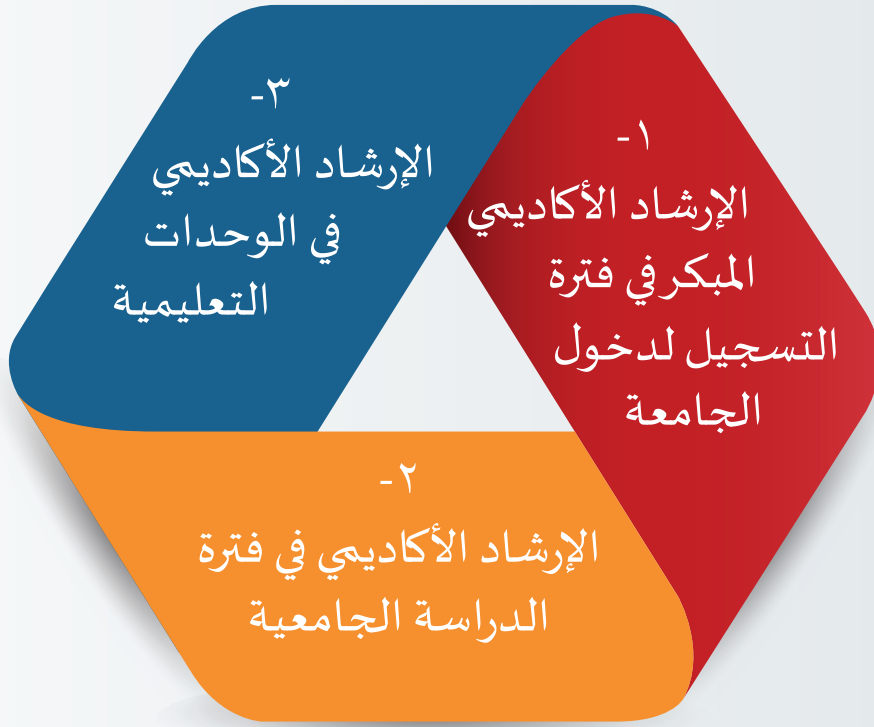 ١-
الإرشاد الأكاديمي
المبكر في فترة
التسجيل لدخول
الجامعة
٢-
الإرشاد الأكاديمي في فترة
الدراسة الجامعية
٣-
الإرشاد الأكاديمي
في الوحدات
التعليمية